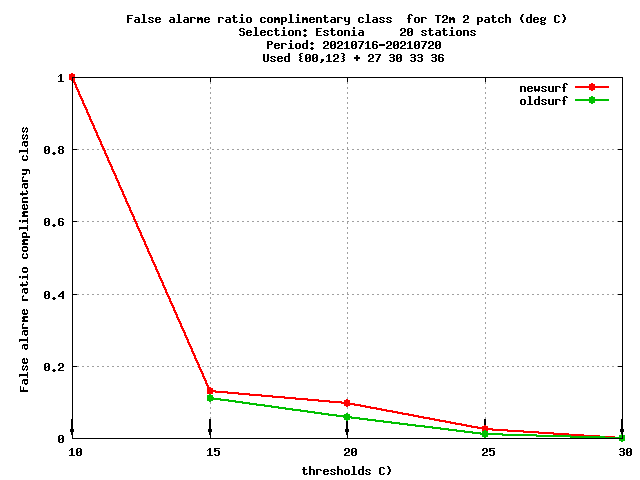 False alarme ratio complimentary class  for T2m 2 patch (deg C)
Selection: Estonia     20 stations
Period: 20210716-20210720
Used {00,12} + 27 30 33 36
newsurf
oldsurf
False alarme ratio complimentary class
1
0.8
0.6
0.4
0.2
0
10 15 20 25 30
thresholds C)